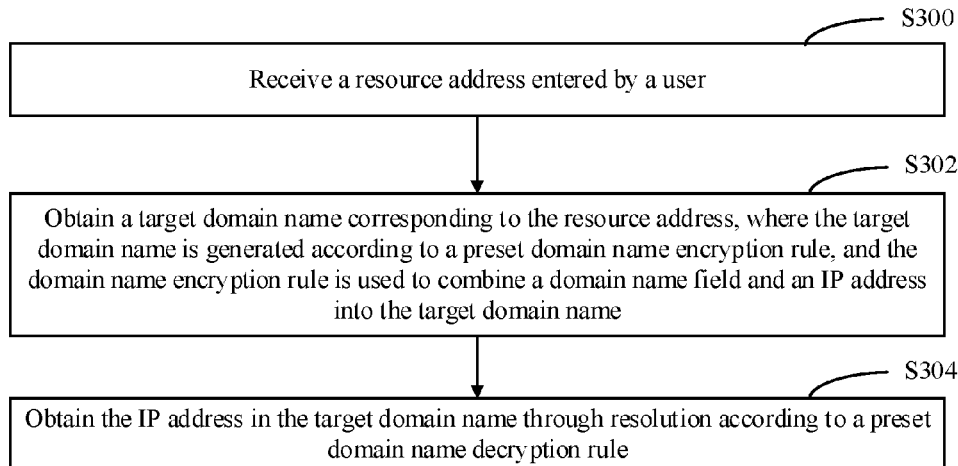 S300
Receive a resource address entered by a user
S302
Obtain a target domain name corresponding to the resource address, where the target
domain name is generated according to a preset domain name encryption rule, and the
domain name encryption rule is used to combine a domain name field and an IP address
into the target domain name
S304
Obtain the IP address in the target domain name through resolution according to a preset
domain name decryption rule